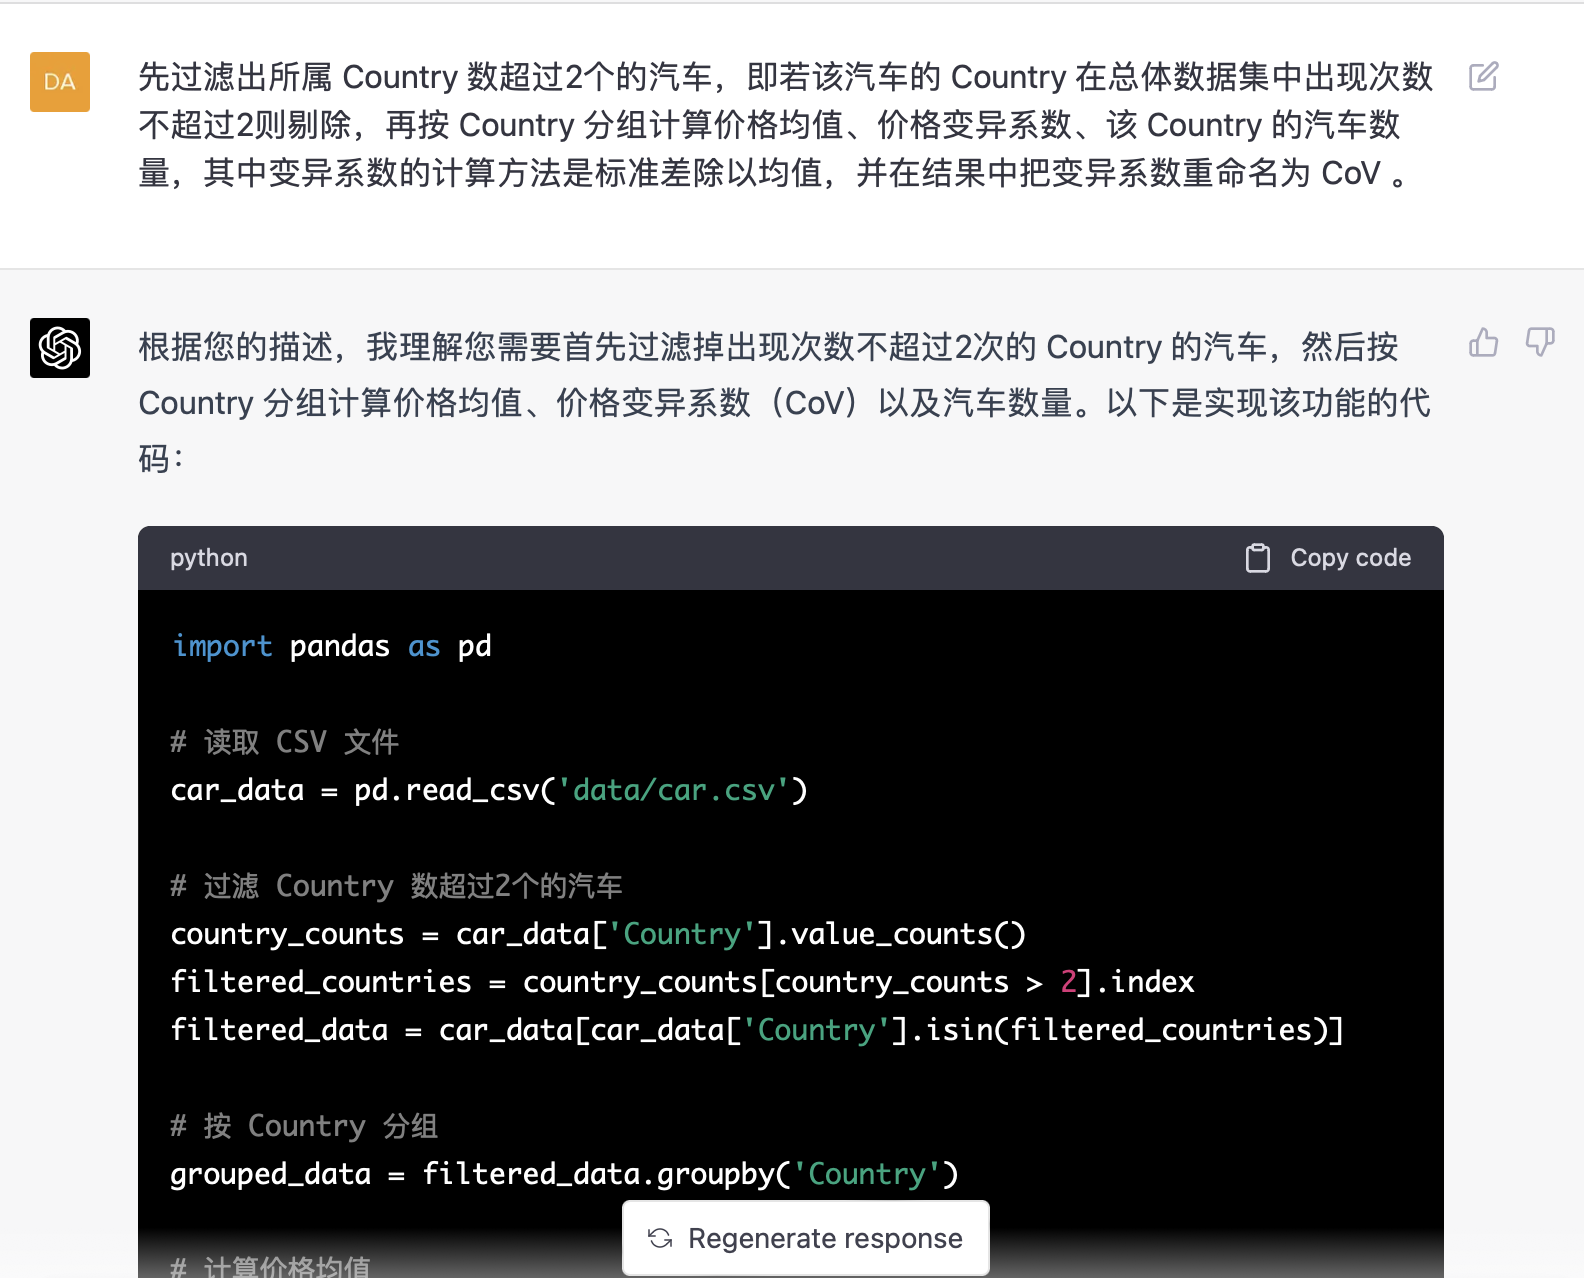 DA
先过滤出所属 Country 数超过2个的汽车，即若该汽车的 Country 在总体数据集中出现次数
不超过2则剔除，再按 Country 分组计算价格均值、价格变异系数、该 Country 的汽车数
量，其中变异系数的计算方法是标准差除以均值，并在结果中把变异系数重命名为 CoV 。
根据您的描述，我理解您需要首先过滤掉出现次数不超过2次的 Country 的汽车，然后按
Country 分组计算价格均值、价格变异系数（CoV）以及汽车数量。以下是实现该功能的代
码：
python
Copy code
import pandas as pd
# 读取 CSV 文件
car_data = pd.read_csv('data/car.csv')
# 过滤 Country 数超过2个的汽车
country_counts = car_data['Country'].value_counts()
filtered_countries = country_counts[country_counts > 2].index
filtered_data = car_data[car_data['Country'].isin(filtered_countries)]
# 按 Country 分组
grouped_data = filtered_data.groupby('Country')
Regenerate response
# 计算价格均值